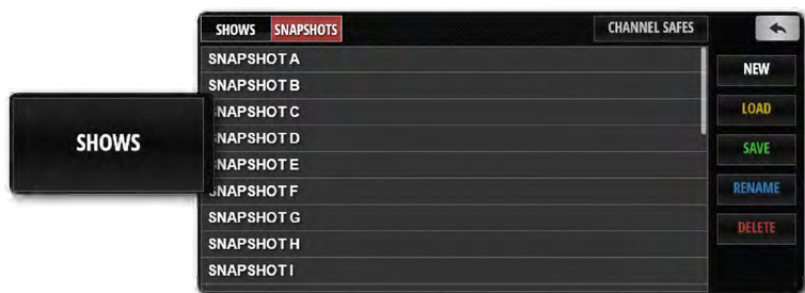 SHOWS SNAPSHOTS CHANNEL SAFES
SNAPSHOT A
SNAPSHOT B
SNAPSHOT C
SNAPSHOT D
SNAPSHOT E
SNAPSHOT F
SNAPSHOT G
SNAPSHOT H
SNAPSHOT I
SHOWS
NEW
LOAD
SAVE
RENAME
DELETE